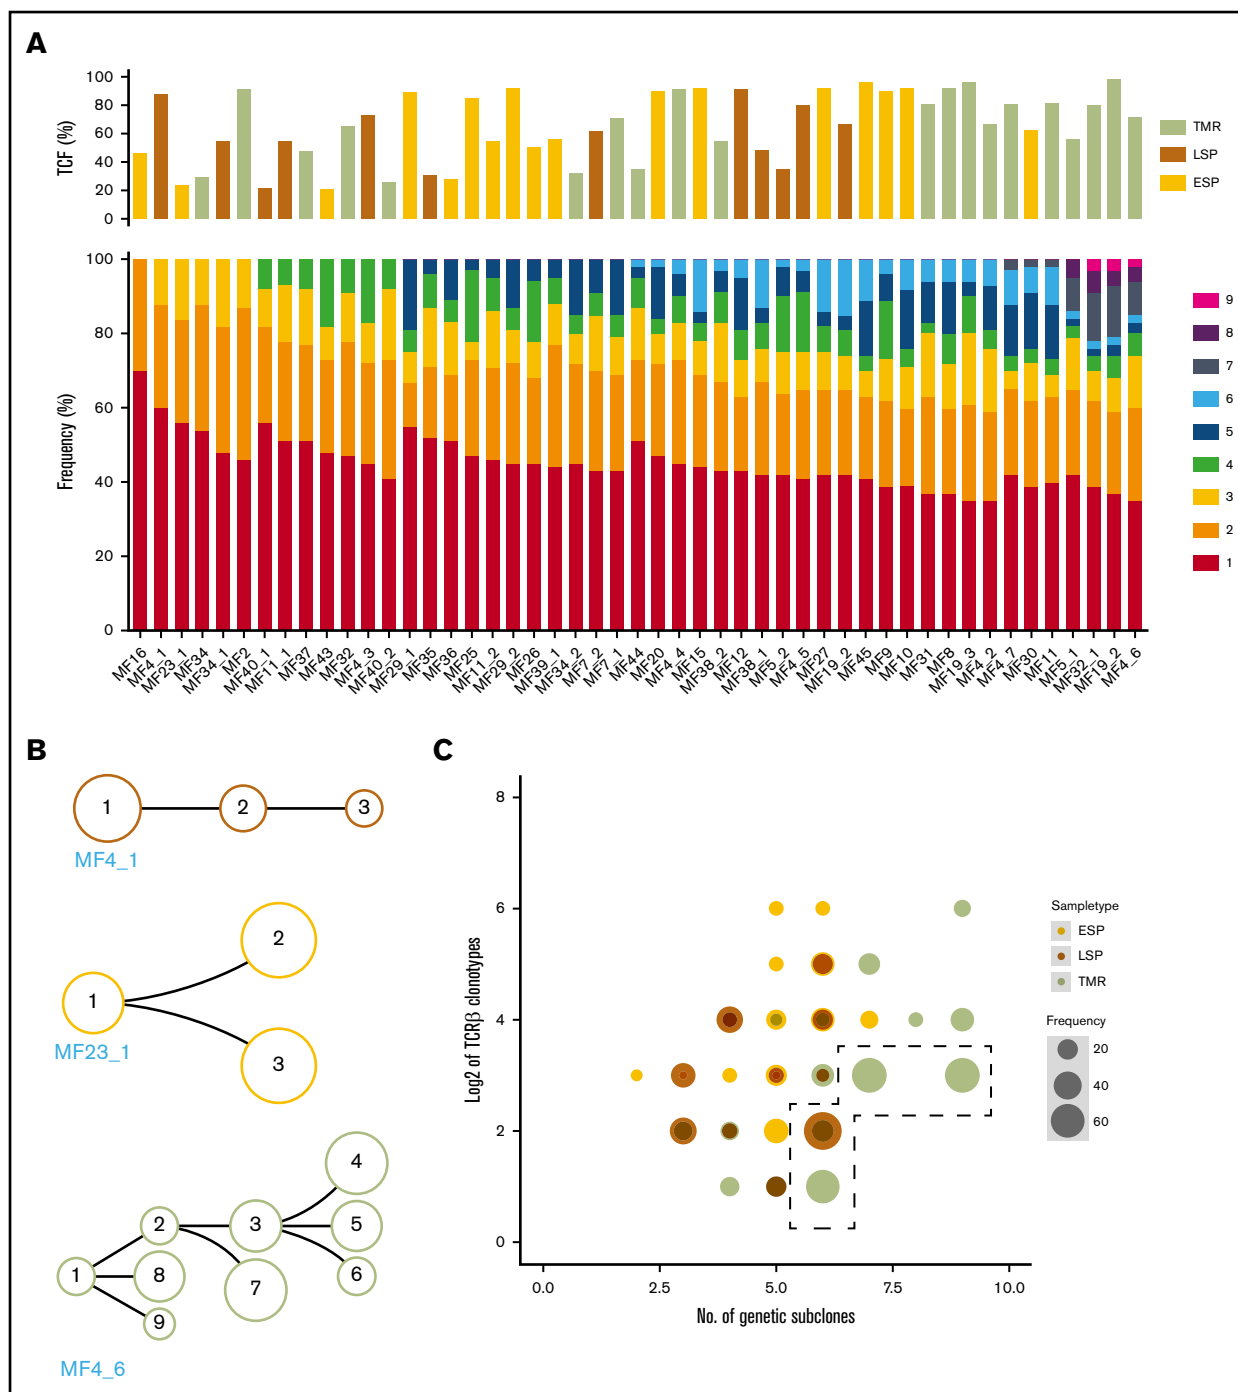 A
TCF (%)
100
80
60
40
20
0
TMR
LSP
ESP
Frequency (%)
100
80
60
40
20
0
9
8
7
6
5
4
3
2
1
MF16
MF4_1
MF23_1
MF34
MF34_1
MF2
MF40_1
MF11_1
MF37
MF43
MF32
MF4_3
MF40_2
MF29_1
MF35
MF36
MF25
MF11_2
MF29_2
MF26
MF39_1
MF34_2
MF7_2
MF7_1
MF44
MF20
MF4_4
MF15
MF38_2
MF12
MF38_1
MF5_2
MF4_5
MF27
MF19_2
MF45
MF9
MF10
MF31
MF8
MF19_3
MF4_2
MF4_7
MF30
MF11
MF5_1
MF32_1
MF19_2
MF4_6
B
1
2
3
MF4_1
1
2
3
MF23_1
1
2
3
4
5
6
7
8
9
MF4_6
C
Log2 of TCRβ clonotypes
8
6
4
2
0
0.0
2.5
5.0
7.5
10.0
No. of genetic subclones
Sampletype
ESP
LSP
TMR
Frequency
20
40
60